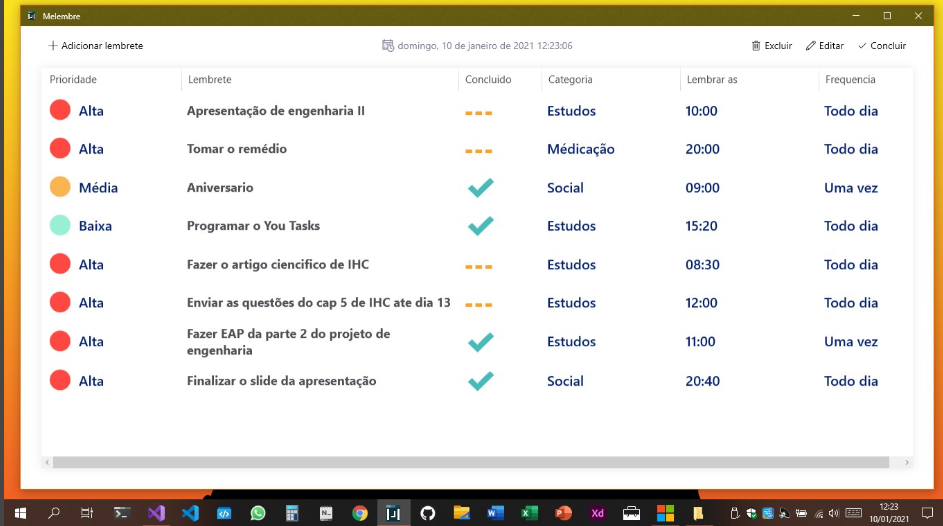 Melembre
Adicionar lembrete
domingo, 10 de janeiro de 2021 12:23:06
Excluir Editar Concluir
Prioridade Lembrete Concluido Categoria Lembrar as Frequencia
Alta Apresentação de engenharia II Estudos 10:00 Todo dia
Alta Tomar o remédio Médicação 20:00 Todo dia
Média Aniversario Social 09:00 Uma vez
Baixa Programar o You Tasks Estudos 15:20 Todo dia
Alta Fazer o artigo ciencifico de IHC Estudos 08:30 Todo dia
Alta Enviar as questões do cap 5 de IHC ate dia 13 Estudos 12:00 Todo dia
Alta Fazer EAP da parte 2 do projeto de
engenharia Estudos 11:00 Uma vez
Alta Finalizar o slide da apresentação Social 20:40 Todo dia
Xd
12:23
10/01/2021